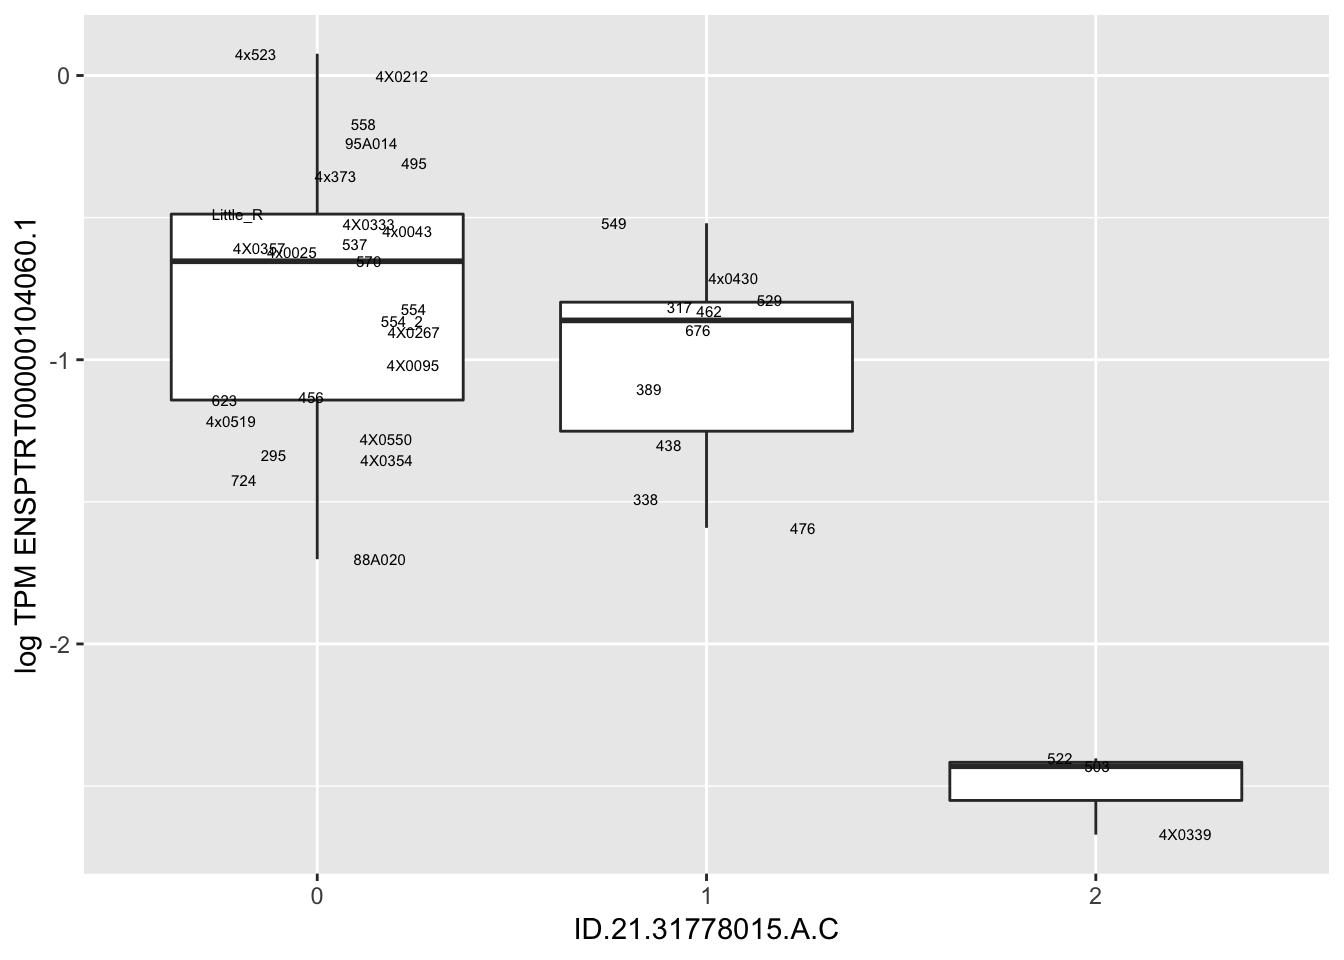 4x523
4X0212
0
558
95A014
495
4x373
Little_R
4X0333
4x0043
549
537
4X0357
4x0025
570
4x0430
529
317
462
554
554_2
676
4X0267
-1
4X0095
389
623
456
4x0519
4X0550
438
295
4X0354
724
338
476
88A020
-2
522
503
4X0339
0
1
2
ID.21.31778015.A.C
log TPM ENSPTRT00000104060.1